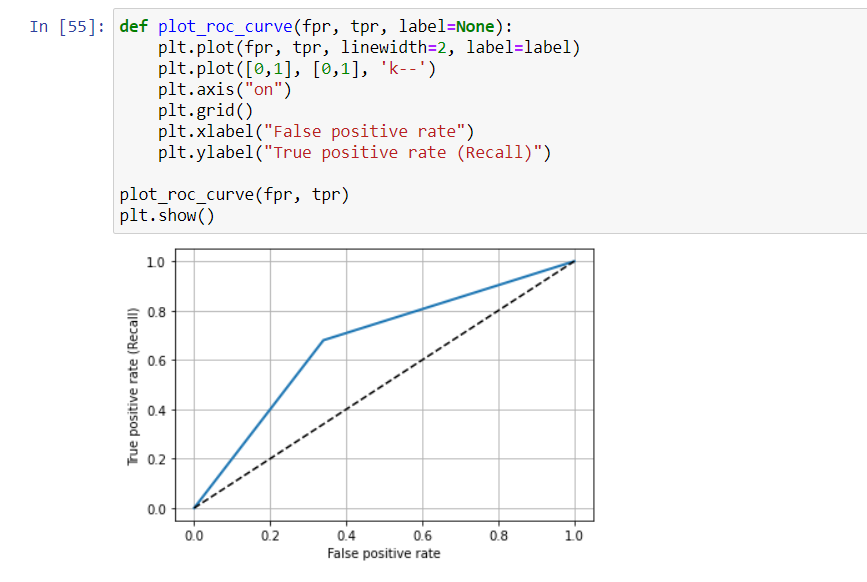 In [55]: def plot_roc_curve(fpr, tpr, label=None):
    plt.plot(fpr, tpr, linewidth=2, label=label)
    plt.plot([0,1], [0,1], 'k--')
    plt.axis("on")
    plt.grid()
    plt.xlabel("False positive rate")
    plt.ylabel("True positive rate (Recall)")
plot_roc_curve(fpr, tpr)
plt.show()
True positive rate (Recall)
1.0
0.8
0.6
0.4
0.2
0.0
0.0 0.2 0.4 0.6 0.8 1.0
False positive rate